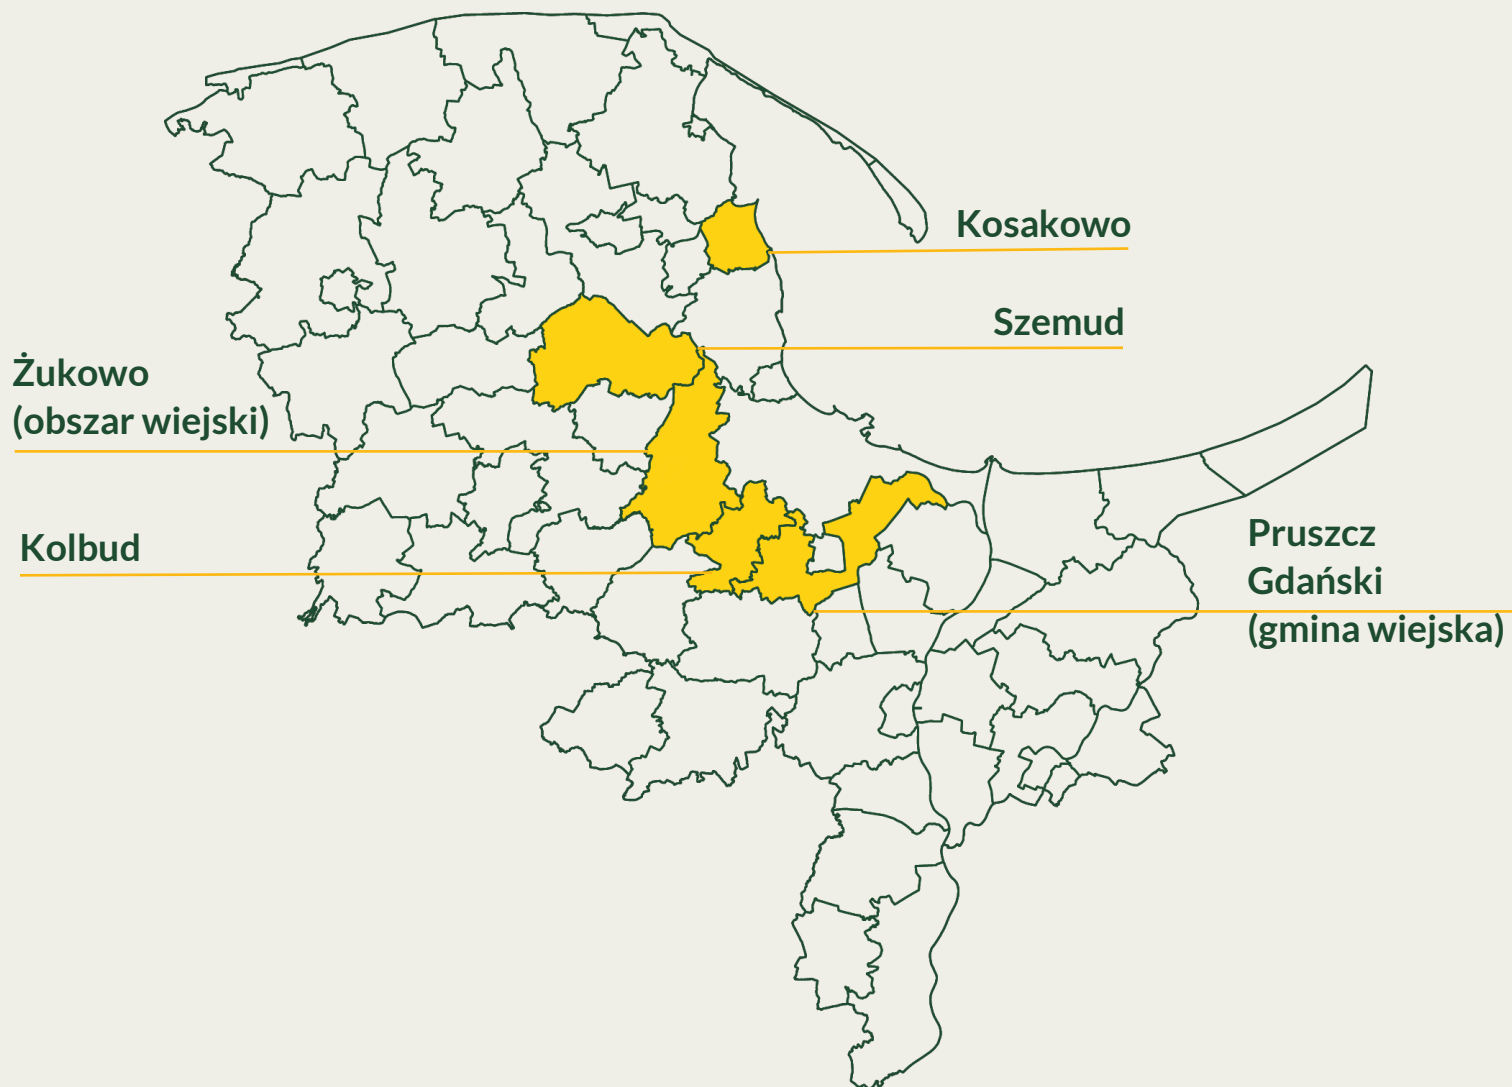 Kosakowo
Szemud
Żukowo
(obszar wiejski)
Kolbud
Pruszcz
Gdański
(gmina wiejska)